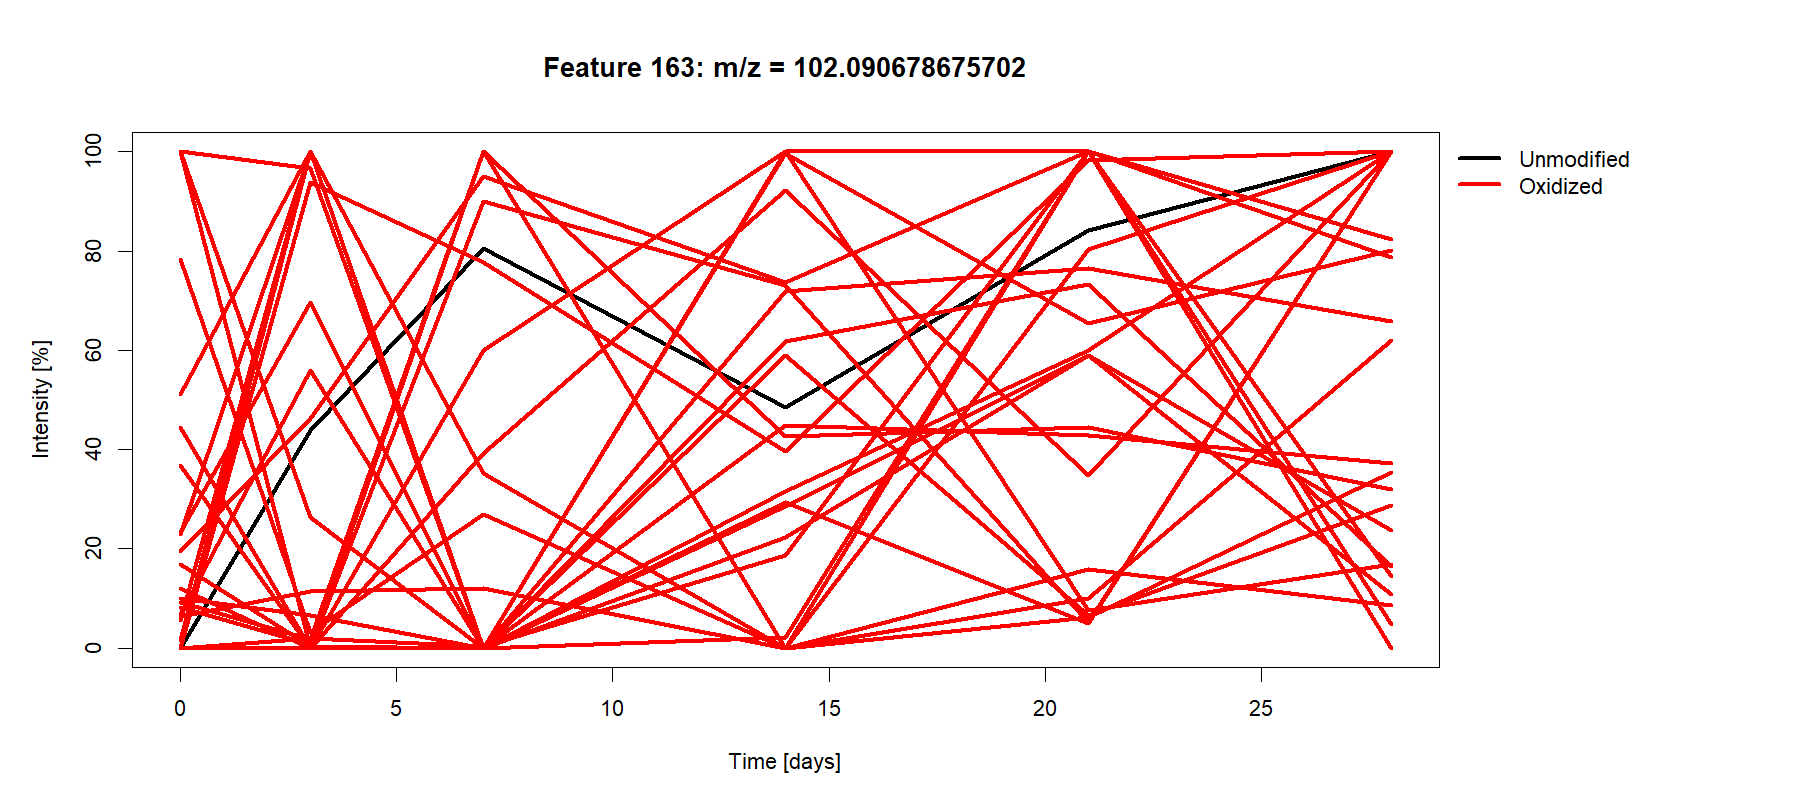 Feature 163: m/z = 102.090678675702
Unmodified
Oxidized
100
80
60
40
20
0
Intensity [%]
0 5 10 15 20 25
Time [days]